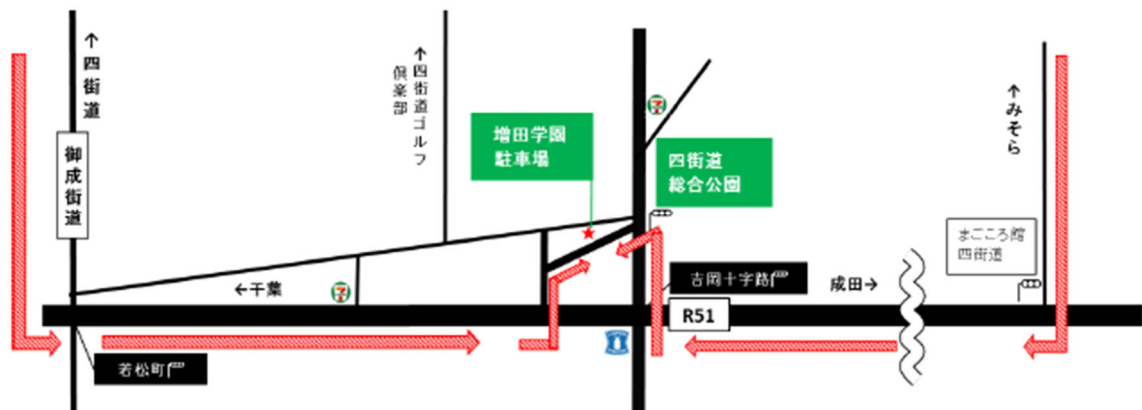 ↑四街道
御成街道
↑四街道ゴルフ
倶楽部
増田学園
駐車場
四街道
総合公園
↑みそら
まごころ館
四街道
←千葉
吉岡十字路
成田→
R51
若松町
7
7